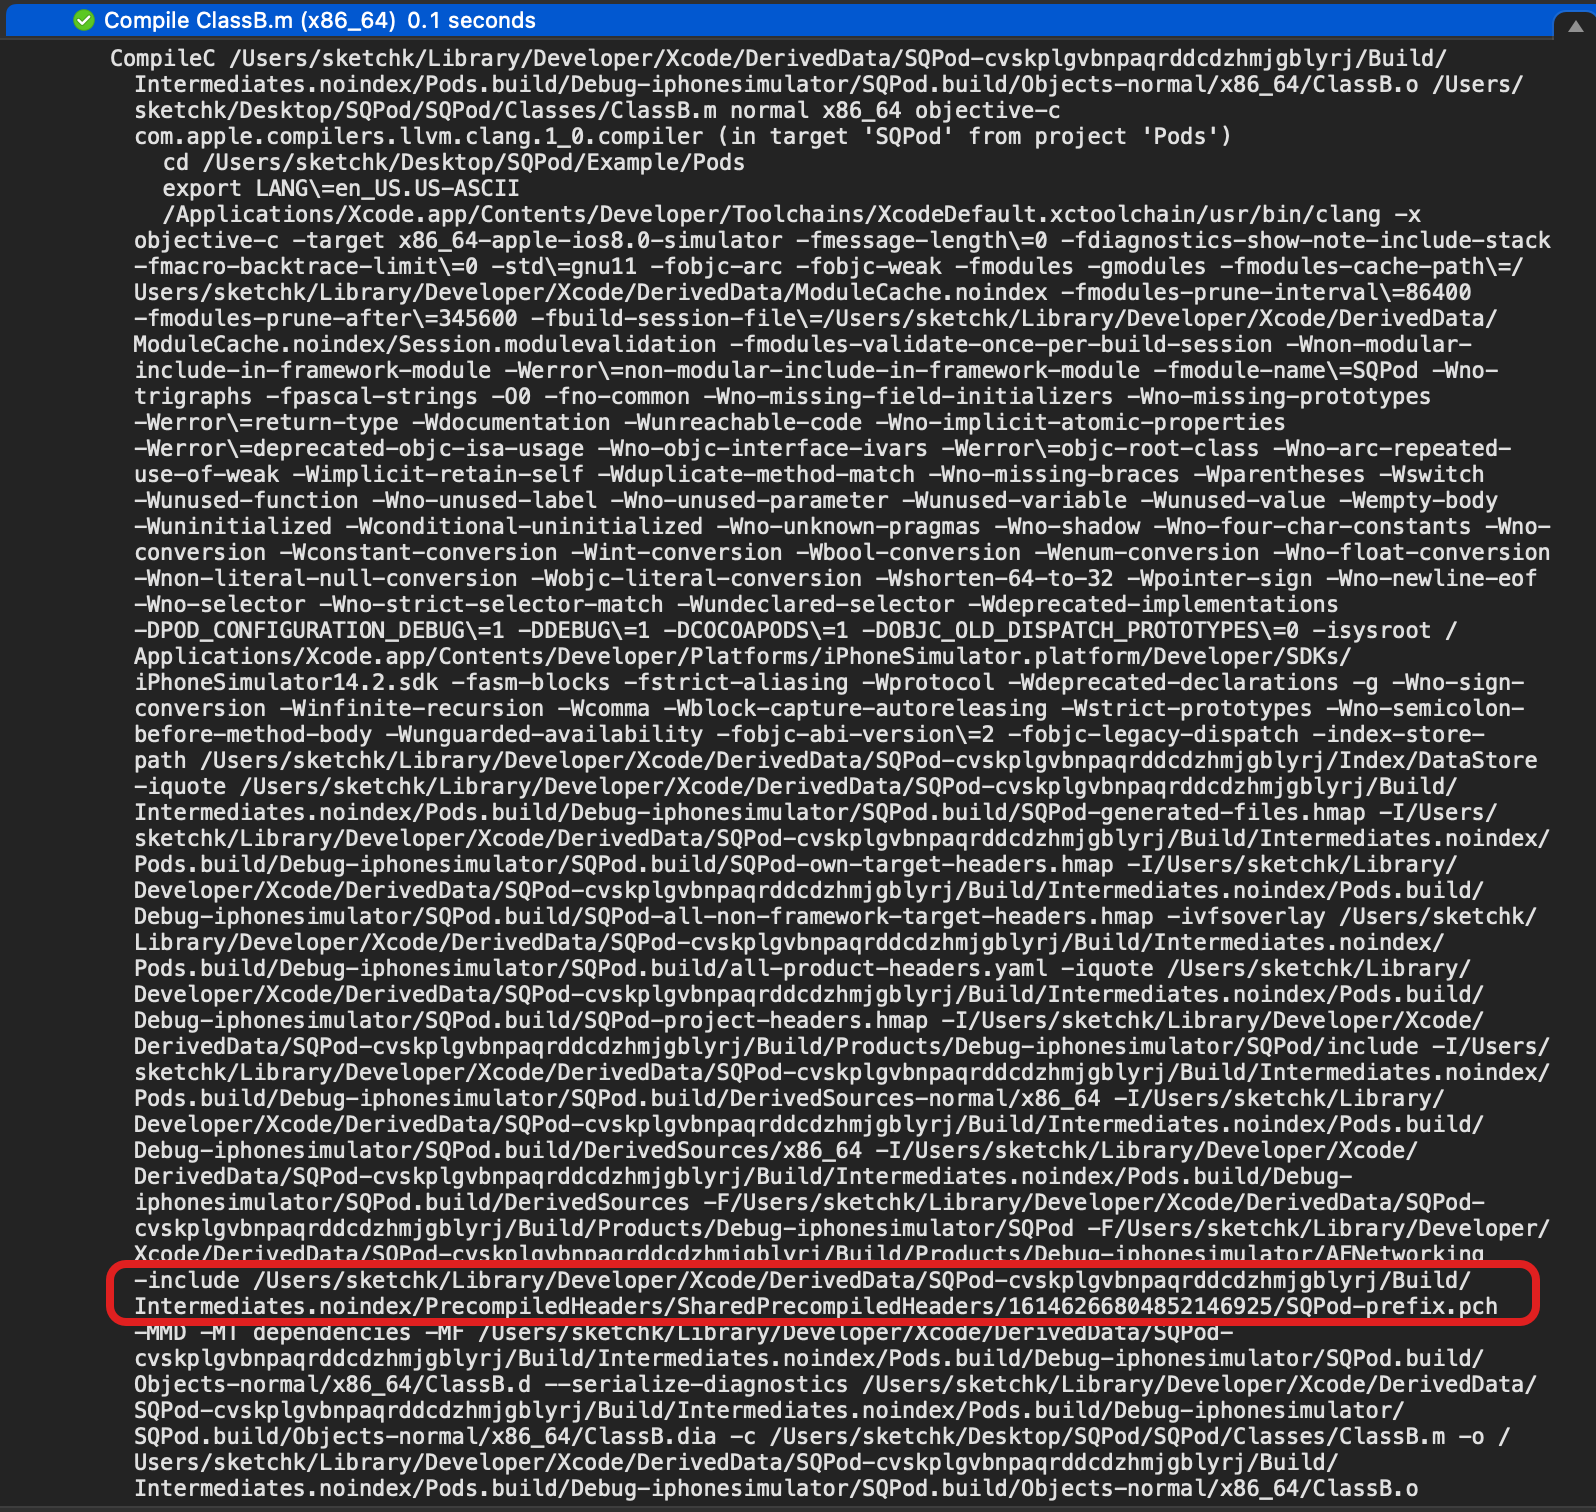 Compile ClassB.m (x86_64) 0.1 seconds
CompileC /Users/sketchk/Library/Developer/Xcode/DerivedData/SQPod-cvskplgvbnpaqrddcdzhmjgblyrj/Build/
Intermediates.noindex/Pods.build/Debug-iphonesimulator/SQPod.build/Objects-normal/x86_64/ClassB.o /Users/
sketchk/Desktop/SQPod/SQPod/Classes/ClassB.m normal x86_64 objective-c
com.apple.compilers.llvm.clang.1_0.compiler (in target 'SQPod' from project 'Pods')
cd /Users/sketchk/Desktop/SQPod/Example/Pods
export LANG\=en_US.US-ASCII
/Applications/Xcode.app/Contents/Developer/Toolchains/XcodeDefault.xctoolchain/usr/bin/clang -x
objective-c -target x86_64-apple-ios8.0-simulator -fmessage-length\=0 -fdiagnostics-show-note-include-stack
-fmacro-backtrace-limit\=0 -std\=gnu11 -fobjc-arc -fobjc-weak -fmodules -gmodules -fmodules-cache-path\=/
Users/sketchk/Library/Developer/Xcode/DerivedData/ModuleCache.noindex -fmodules-prune-interval\=86400
-fmodules-prune-after\=345600 -fbuild-session-file\=/Users/sketchk/Library/Developer/Xcode/DerivedData/
ModuleCache.noindex/Session.modulevalidation -fmodules-validate-once-per-build-session -Wnon-modular-
include-in-framework-module -Werror\=non-modular-include-in-framework-module -fmodule-name\=SQPod -Wno-
trigraphs -fpascal-strings -O0 -fno-common -Wno-missing-field-initializers -Wno-missing-prototypes
-Werror\=return-type -Wdocumentation -Wunreachable-code -Wno-implicit-atomic-properties
-Werror\=deprecated-objc-isa-usage -Wno-objc-interface-ivars -Werror\=objc-root-class -Wno-arc-repeated-
use-of-weak -Wimplicit-retain-self -Wduplicate-method-match -Wno-missing-braces -Wparentheses -Wswitch
-Wunused-function -Wno-unused-label -Wno-unused-parameter -Wunused-variable -Wunused-value -Wempty-body
-Wuninitialized -Wconditional-uninitialized -Wno-unknown-pragmas -Wno-shadow -Wno-four-char-constants -Wno-
conversion -Wconstant-conversion -Wint-conversion -Wbool-conversion -Wenum-conversion -Wno-float-conversion
-Wnon-literal-null-conversion -Wobjc-literal-conversion -Wshorten-64-to-32 -Wpointer-sign -Wno-newline-eof
-Wno-selector -Wno-strict-selector-match -Wundeclared-selector -Wdeprecated-implementations
-DPOD_CONFIGURATION_DEBUG\=1 -DDEBUG\=1 -DCOCOAPODS\=1 -DOBJC_OLD_DISPATCH_PROTOTYPES\=0 -isysroot /
Applications/Xcode.app/Contents/Developer/Platforms/iPhoneSimulator.platform/Developer/SDKs/
iPhoneSimulator14.2.sdk -fasm-blocks -fstrict-aliasing -Wprotocol -Wdeprecated-declarations -g -Wno-sign-
conversion -Winfinite-recursion -Wcomma -Wblock-capture-autoreleasing -Wstrict-prototypes -Wno-semicolon-
before-method-body -Wunguarded-availability -fobjc-abi-version\=2 -fobjc-legacy-dispatch -index-store-
path /Users/sketchk/Library/Developer/Xcode/DerivedData/SQPod-cvskplgvbnpaqrddcdzhmjgblyrj/Index/DataStore
-iquote /Users/sketchk/Library/Developer/Xcode/DerivedData/SQPod-cvskplgvbnpaqrddcdzhmjgblyrj/Build/
Intermediates.noindex/Pods.build/Debug-iphonesimulator/SQPod.build/SQPod-generated-files.hmap -I/Users/
sketchk/Library/Developer/Xcode/DerivedData/SQPod-cvskplgvbnpaqrddcdzhmjgblyrj/Build/Intermediates.noindex/
Pods.build/Debug-iphonesimulator/SQPod.build/SQPod-own-target-headers.hmap -I/Users/sketchk/Library/
Developer/Xcode/DerivedData/SQPod-cvskplgvbnpaqrddcdzhmjgblyrj/Build/Intermediates.noindex/Pods.build/
Debug-iphonesimulator/SQPod.build/SQPod-all-non-framework-target-headers.hmap -ivfsoverlay /Users/sketchk/
Library/Developer/Xcode/DerivedData/SQPod-cvskplgvbnpaqrddcdzhmjgblyrj/Build/Intermediates.noindex/
Pods.build/Debug-iphonesimulator/SQPod.build/all-product-headers.yaml -iquote /Users/sketchk/Library/
Developer/Xcode/DerivedData/SQPod-cvskplgvbnpaqrddcdzhmjgblyrj/Build/Intermediates.noindex/Pods.build/
Debug-iphonesimulator/SQPod.build/SQPod-project-headers.hmap -I/Users/sketchk/Library/Developer/Xcode/
DerivedData/SQPod-cvskplgvbnpaqrddcdzhmjgblyrj/Build/Products/Debug-iphonesimulator/SQPod/include -I/Users/
sketchk/Library/Developer/Xcode/DerivedData/SQPod-cvskplgvbnpaqrddcdzhmjgblyrj/Build/Intermediates.noindex/
Pods.build/Debug-iphonesimulator/SQPod.build/DerivedSources-normal/x86_64 -I/Users/sketchk/Library/
Developer/Xcode/DerivedData/SQPod-cvskplgvbnpaqrddcdzhmjgblyrj/Build/Intermediates.noindex/Pods.build/
Debug-iphonesimulator/SQPod.build/DerivedSources/x86_64 -I/Users/sketchk/Library/Developer/Xcode/
DerivedData/SQPod-cvskplgvbnpaqrddcdzhmjgblyrj/Build/Intermediates.noindex/Pods.build/Debug-
iphonesimulator/SQPod.build/DerivedSources -F/Users/sketchk/Library/Developer/Xcode/DerivedData/SQPod-
cvskplgvbnpaqrddcdzhmjgblyrj/Build/Products/Debug-iphonesimulator/SQPod -F/Users/sketchk/Library/Developer/
Xcode/DerivedData/SQPod-cvskplgvbnpaqrddcdzhmjgblyrj/Build/Products/Debug-iphonesimulator/AFNetworking
-include /Users/sketchk/Library/Developer/Xcode/DerivedData/SQPod-cvskplgvbnpaqrddcdzhmjgblyrj/Build/
Intermediates.noindex/PrecompiledHeaders/SharedPrecompiledHeaders/16146266804852146925/SQPod-prefix.pch
-MMD -MT dependencies -MF /Users/sketchk/Library/Developer/Xcode/DerivedData/SQPod-
cvskplgvbnpaqrddcdzhmjgblyrj/Build/Intermediates.noindex/Pods.build/Debug-iphonesimulator/SQPod.build/
Objects-normal/x86_64/ClassB.d --serialize-diagnostics /Users/sketchk/Library/Developer/Xcode/DerivedData/
SQPod-cvskplgvbnpaqrddcdzhmjgblyrj/Build/Intermediates.noindex/Pods.build/Debug-iphonesimulator/
SQPod.build/Objects-normal/x86_64/ClassB.dia -c /Users/sketchk/Desktop/SQPod/SQPod/Classes/ClassB.m -o /
Users/sketchk/Library/Developer/Xcode/DerivedData/SQPod-cvskplgvbnpaqrddcdzhmjgblyrj/Build/
Intermediates.noindex/Pods.build/Debug-iphonesimulator/SQPod.build/Objects-normal/x86_64/ClassB.o